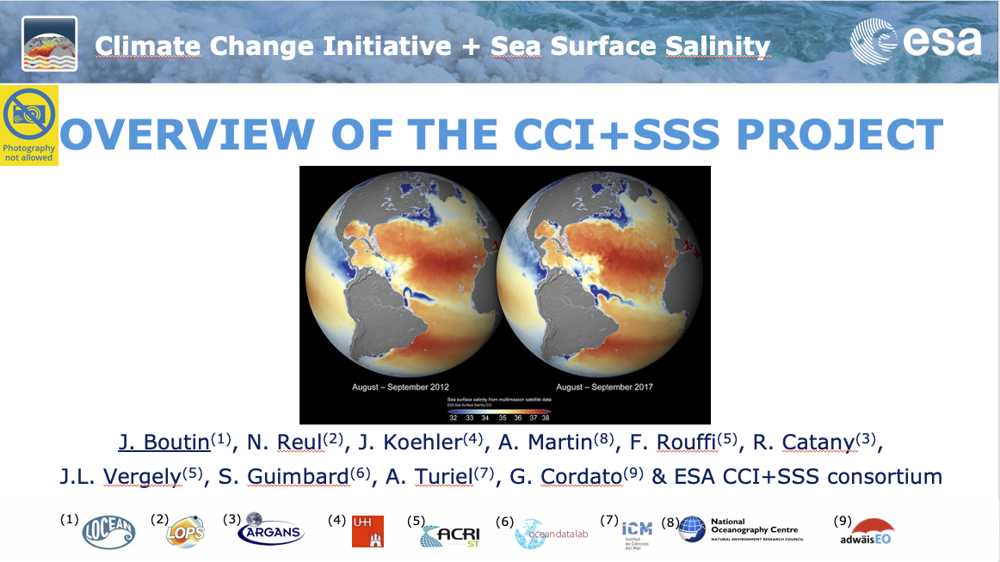 Climate Change Initiative + Sea Surface Salinity
esa
Photography
not allowed
OVERVIEW OF THE CCI+SSS PROJECT
August – September 2012
August – September 2017
Sea surface salinity from multimission satellite data
ESA Sea Surface Salinity CCI
32 33 34 35 36 37 38
J. Boutin(1), N. Reul(2), J. Koehler(4), A. Martin(8), F. Rouffi(5), R. Catany(3),
J.L. Vergely(5), S. Guimbard(6), A. Turiel(7), G. Cordato(9) & ESA CCI+SSS consortium
(1) LOCEAN
(2) LOPS
(3) ARGANS
(4) UH
(5) ACRI ST
(6) oceandatalab
(7) ICM
Institut
de Ciències
del Mar
(8) National
Oceanography Centre
NATURAL ENVIRONMENT RESEARCH COUNCIL
(9) adwäisEO